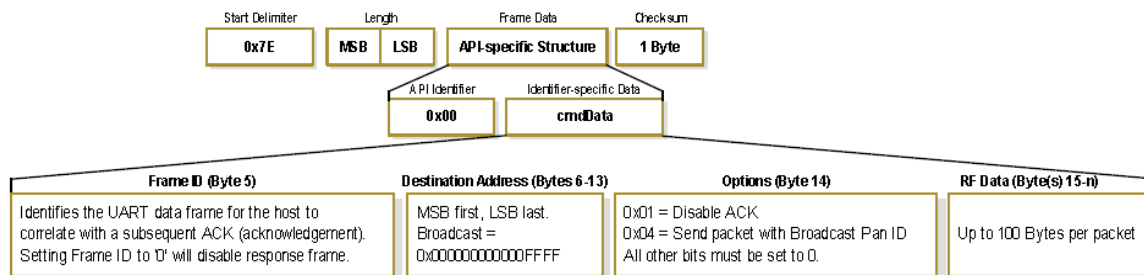 Start Delimiter Length Frame Data Checksum
0x7E MSB LSB API-specific Structure 1 Byte
API Identifier Identifier-specific Data
0x00 cmdData
Frame ID (Byte 5) Destination Address (Bytes 6-13) Options (Byte 14) RF Data (Byte(s) 15-n)
Identifies the UART data frame for the host to
correlate with a subsequent ACK (acknowledgement).
Setting Frame ID to '0' will disable response frame.
MSB first, LSB last.
Broadcast =
0x000000000000FFFF
0x01 = Disable ACK
0x04 = Send packet with Broadcast Pan ID
All other bits must be set to 0.
Up to 100 Bytes per packet